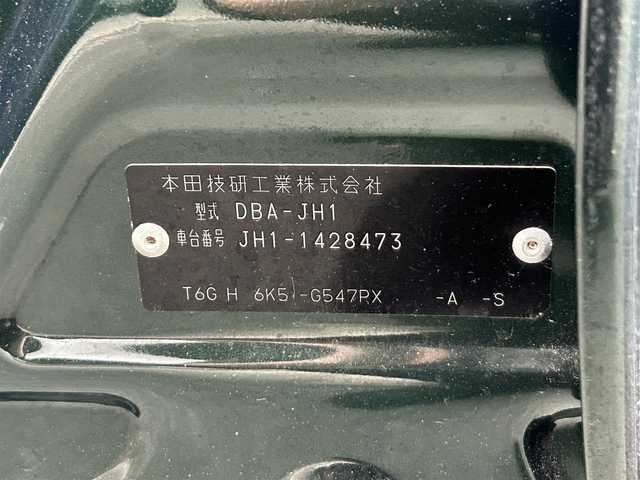 本田技研工業株式会社
型式 DBA-JH1
車台番号 JH1-1428473
T6G H 6K5 -G547PX -A -S